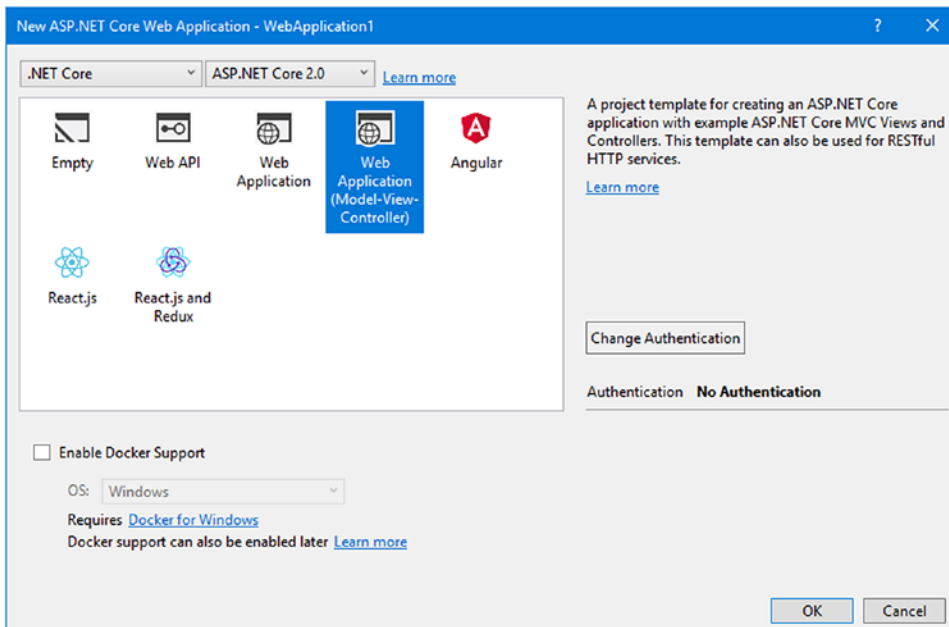 New ASP.NET Core Web Application - WebApplication1
.NET Core
ASP.NET Core 2.0
Learn more
Empty
Web API
Web
Application
Web
Application
(Model-View-
Controller)
Angular
React.js
React.js and
Redux
A project template for creating an ASP.NET Core
application with example ASP.NET Core MVC Views and
Controllers. This template can also be used for RESTful
HTTP services.
Learn more
Change Authentication
Authentication No Authentication
Enable Docker Support
OS: Windows
Requires Docker for Windows
Docker support can also be enabled later Learn more
OK
Cancel